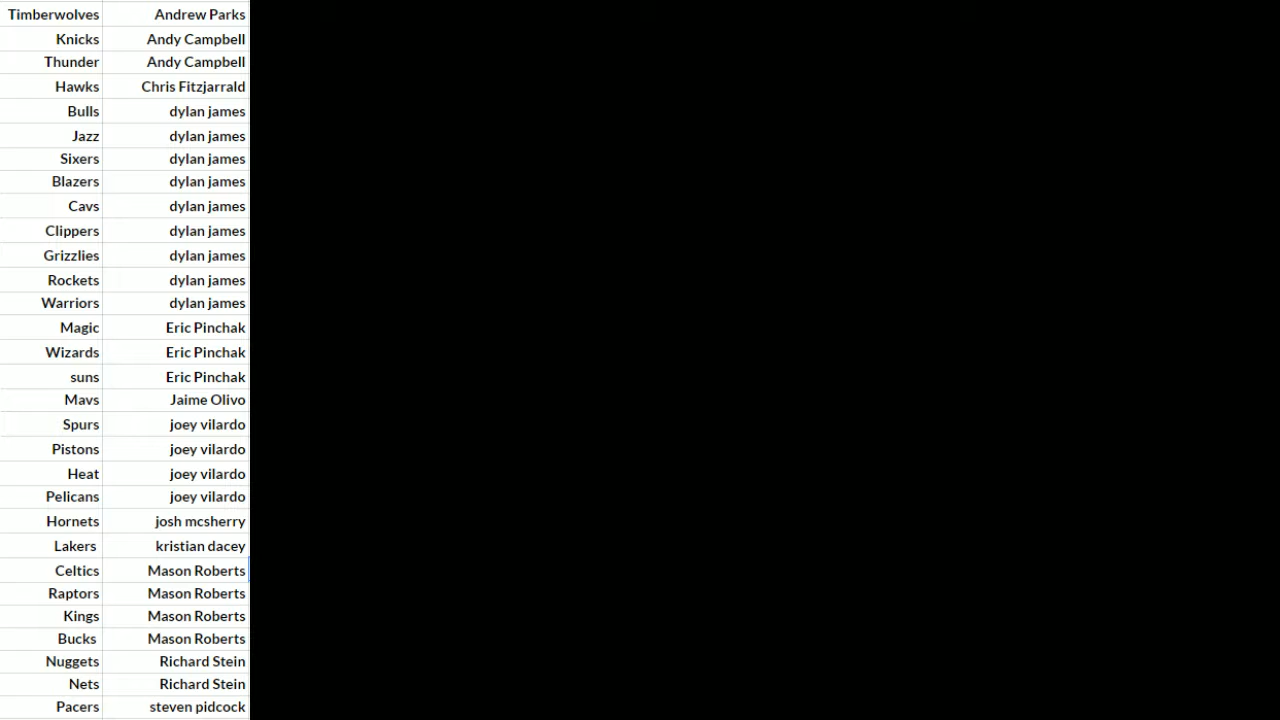 Timberwolves Andrew Parks
Knicks Andy Campbell
Thunder Andy Campbell
Hawks Chris Fitzjarrald
Bulls dylan james
Jazz dylan james
Sixers dylan james
Blazers dylan james
Cavs dylan james
Clippers dylan james
Grizzlies dylan james
Rockets dylan james
Warriors dylan james
Magic Eric Pinchak
Wizards Eric Pinchak
suns Eric Pinchak
Mavs Jaime Olivo
Spurs joey vilardo
Pistons joey vilardo
Heat joey vilardo
Pelicans joey vilardo
Hornets josh mcsherry
Lakers kristian dacey
Celtics Mason Roberts
Raptors Mason Roberts
Kings Mason Roberts
Bucks Mason Roberts
Nuggets Richard Stein
Nets Richard Stein
Pacers steven pidcock